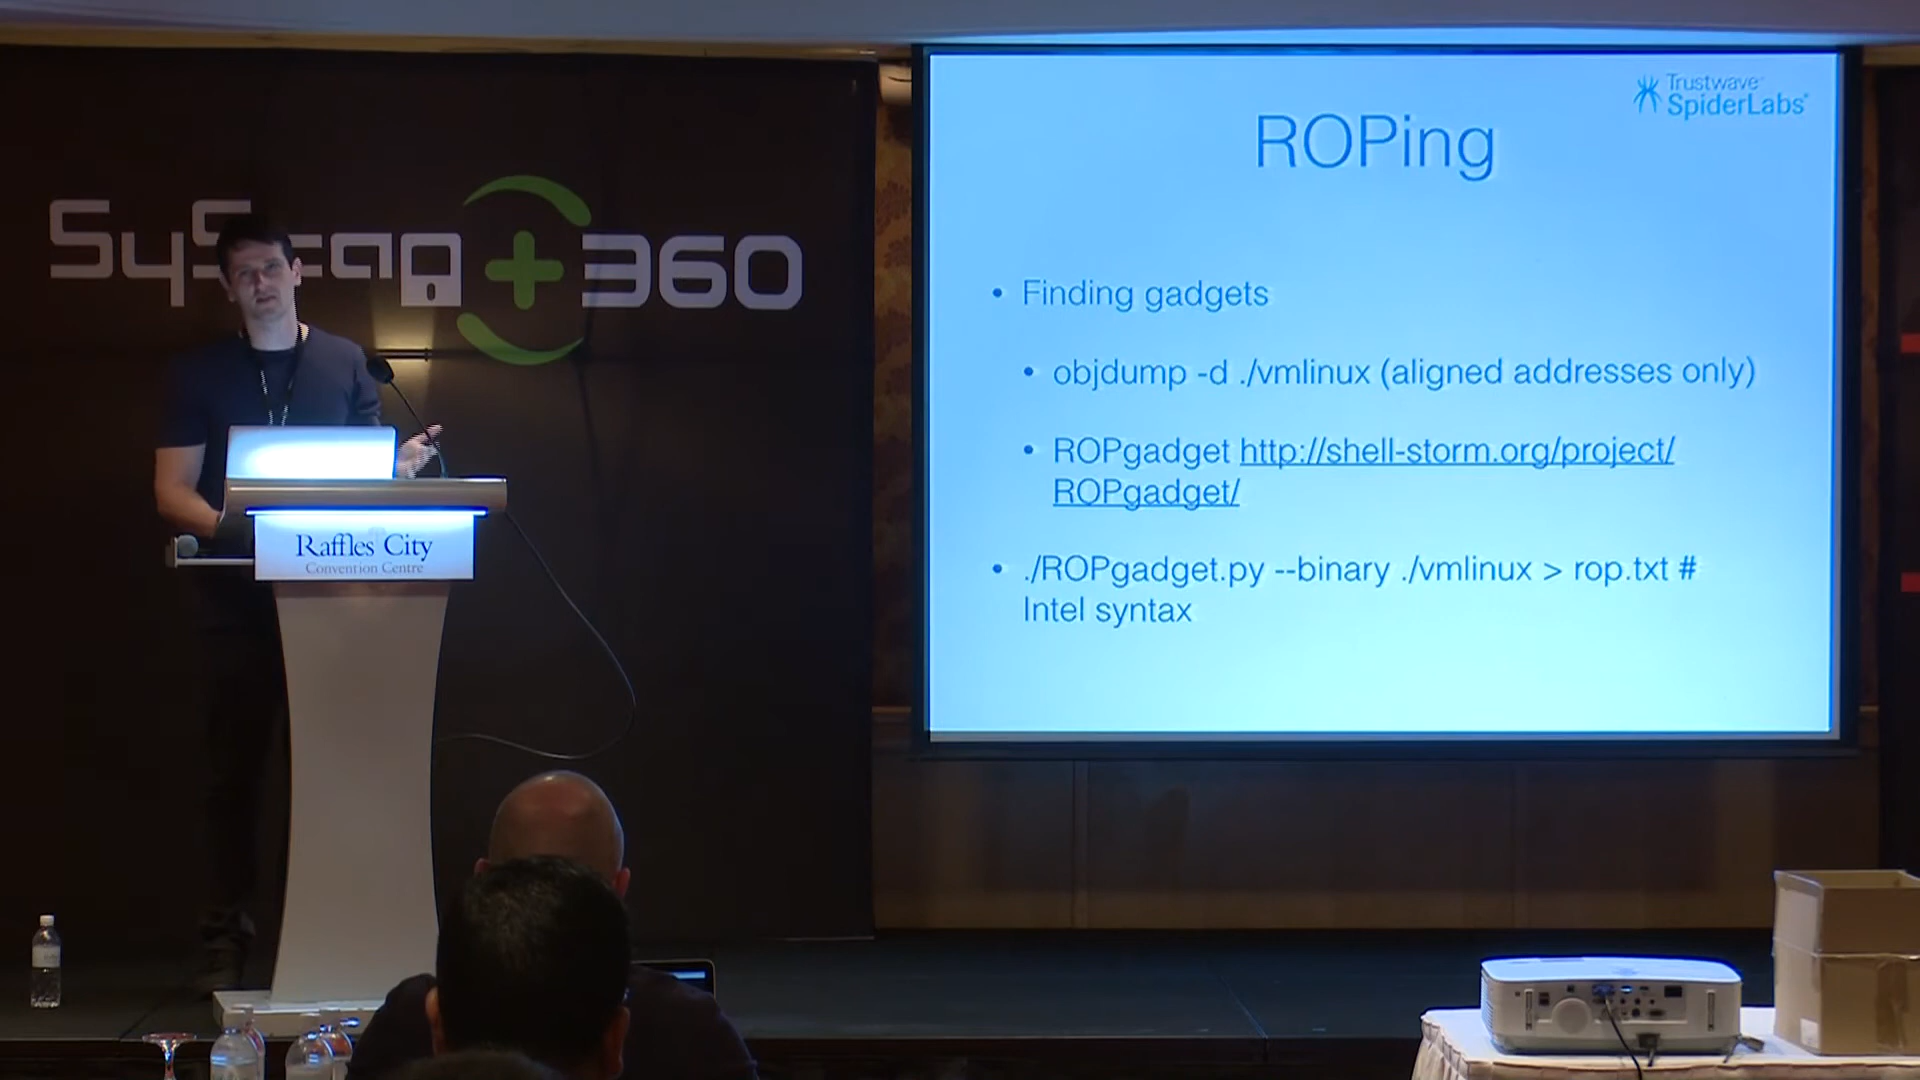 SyScan+360
Raffles City
Convention Centre
Trustwave
SpiderLabs
ROPing
• Finding gadgets
• objdump -d ./vmlinux (aligned addresses only)
• ROPgadget http://shell-storm.org/project/
ROPgadget/
• ./ROPgadget.py --binary ./vmlinux > rop.txt #
Intel syntax